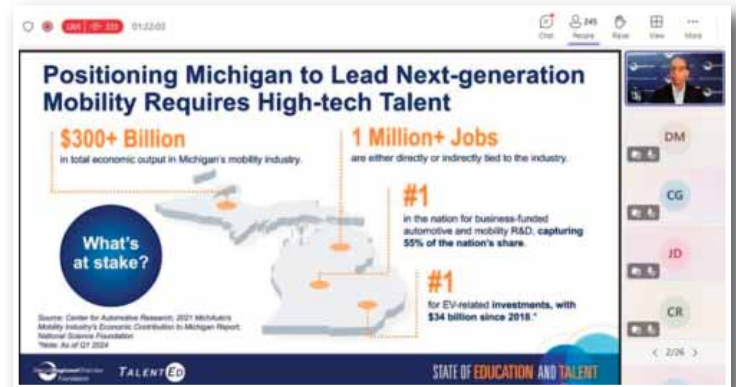 LIVE 233 01:22:03
Chat
245
People
Raise
View
More
Positioning Michigan to Lead Next-generation
Mobility Requires High-tech Talent
$300+ Billion
in total economic output in Michigan's mobility industry.
1 Million+ Jobs
are either directly or indirectly tied to the industry.
#1
in the nation for business-funded
automotive and mobility R&D, capturing
55% of the nation's share.
What's
at stake?
#1
for EV-related investments, with
$34 billion since 2018.*
Source: Center for Automotive Research; 2021 MichAuto's
Mobility Industry's Economic Contribution to Michigan Report;
National Science Foundation
*Note: As of Q1 2024
DM
CG
JD
CR
< 2/26 >
Foundation
TALENTED
STATE OF EDUCATION AND TALENT